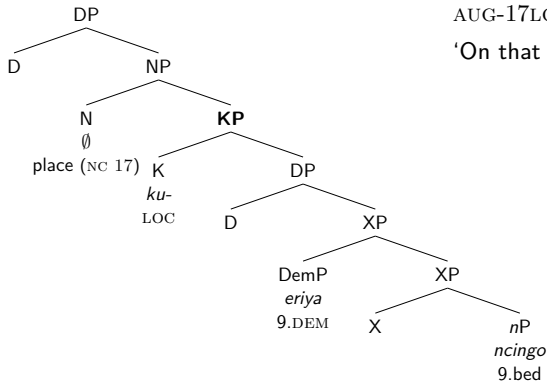 AUG-17LO
DP
'On that
D
NP
N
KP
∅
place (NC 17)
K
DP
ku-
LOC
D
XP
DemP
XP
eriya
9.DEM
X
nP
ncingo
9.bed